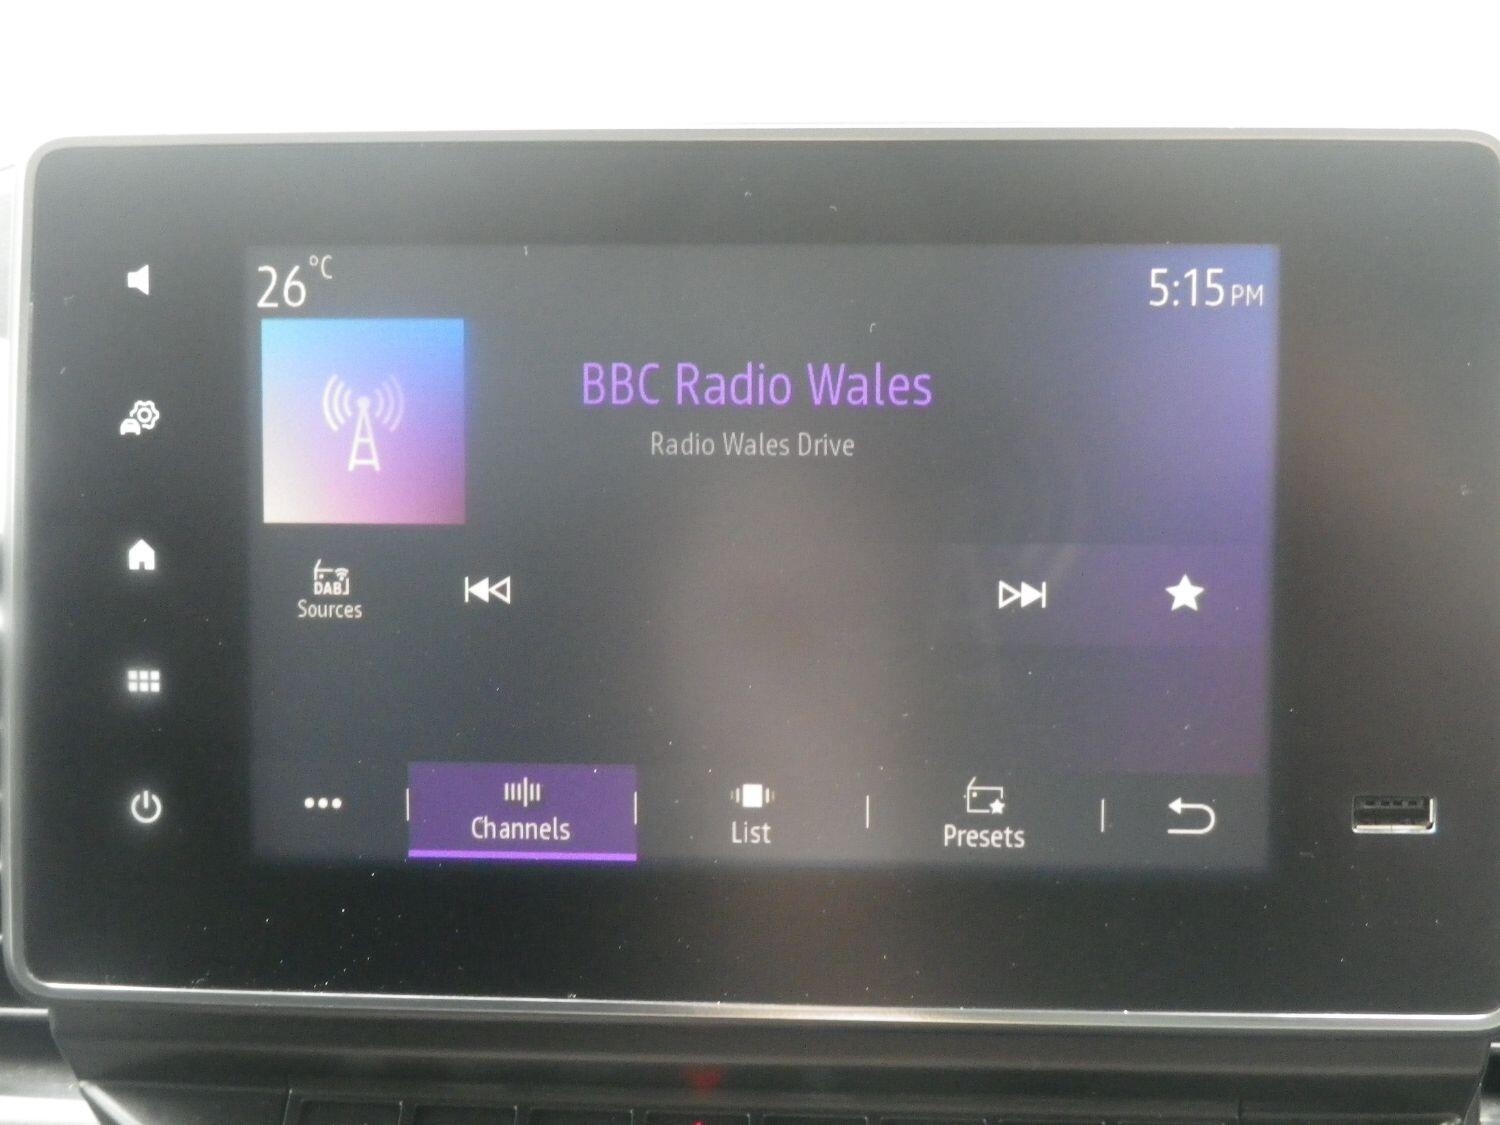 26°C
5:15PM
BBC Radio Wales
Radio Wales Drive
DAB
Sources
Channels
List
Presets